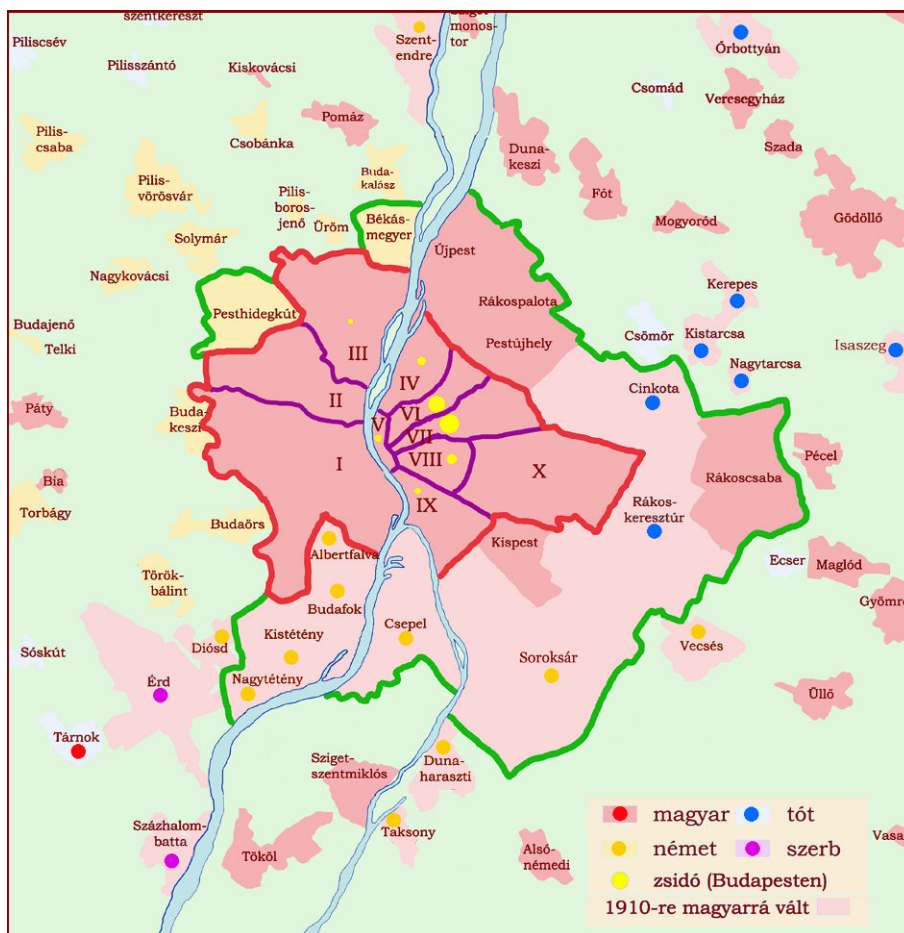 szentkereszt
Sziget-
monos-
tor
Piliscsév
Szent-
endre
Őrbottyán
Pilisszántó
Kiskovácsi
Csomád
Veresegyház
Pomáz
Pilis-
csaba
Csobánka
Duna-
keszi
Szada
Buda-
kalász
Pilis-
vörösvár
Fót
Pilis-
boros-
jenő
Üröm
Békás-
megyer
Mogyoród
Gödöllő
Solymár
Újpest
Nagykovácsi
Rákospalota
Kerepes
Pesthidegkút
Budajenő
Telki
III
Pestújhely
Csömör
Kistarcsa
Isaszeg
IV
Nagytarcsa
II
VI
Cinkota
Páty
Buda-
keszi
V
VII
VIII
I
X
Pécel
Bia
Rákoscsaba
Torbágy
IX
Rákos-
keresztúr
Budaörs
Albertfalva
Kispest
Ecser
Maglód
Török-
bálint
Gyömrő
Budafok
Csepel
Diósd
Kistétény
Vecsés
Sóskút
Soroksár
Érd
Nagytétény
Üllő
Tárnok
Duna-
haraszti
Sziget-
szentmiklós
Százhalom-
batta
Taksony
Tököl
Alsó-
némedi
Vasa
magyar
tót
német
szerb
zsidó (Budapesten)
1910-re magyarrá vált